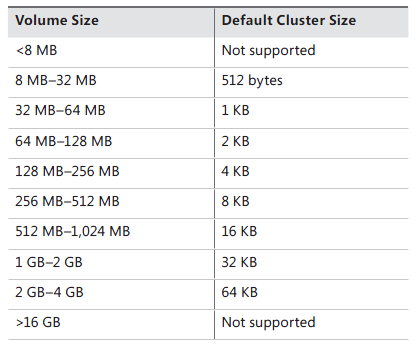 Volume Size Default Cluster Size
<8 MB Not supported
8 MB–32 MB 512 bytes
32 MB–64 MB 1 KB
64 MB–128 MB 2 KB
128 MB–256 MB 4 KB
256 MB–512 MB 8 KB
512 MB–1,024 MB 16 KB
1 GB–2 GB 32 KB
2 GB–4 GB 64 KB
>16 GB Not supported